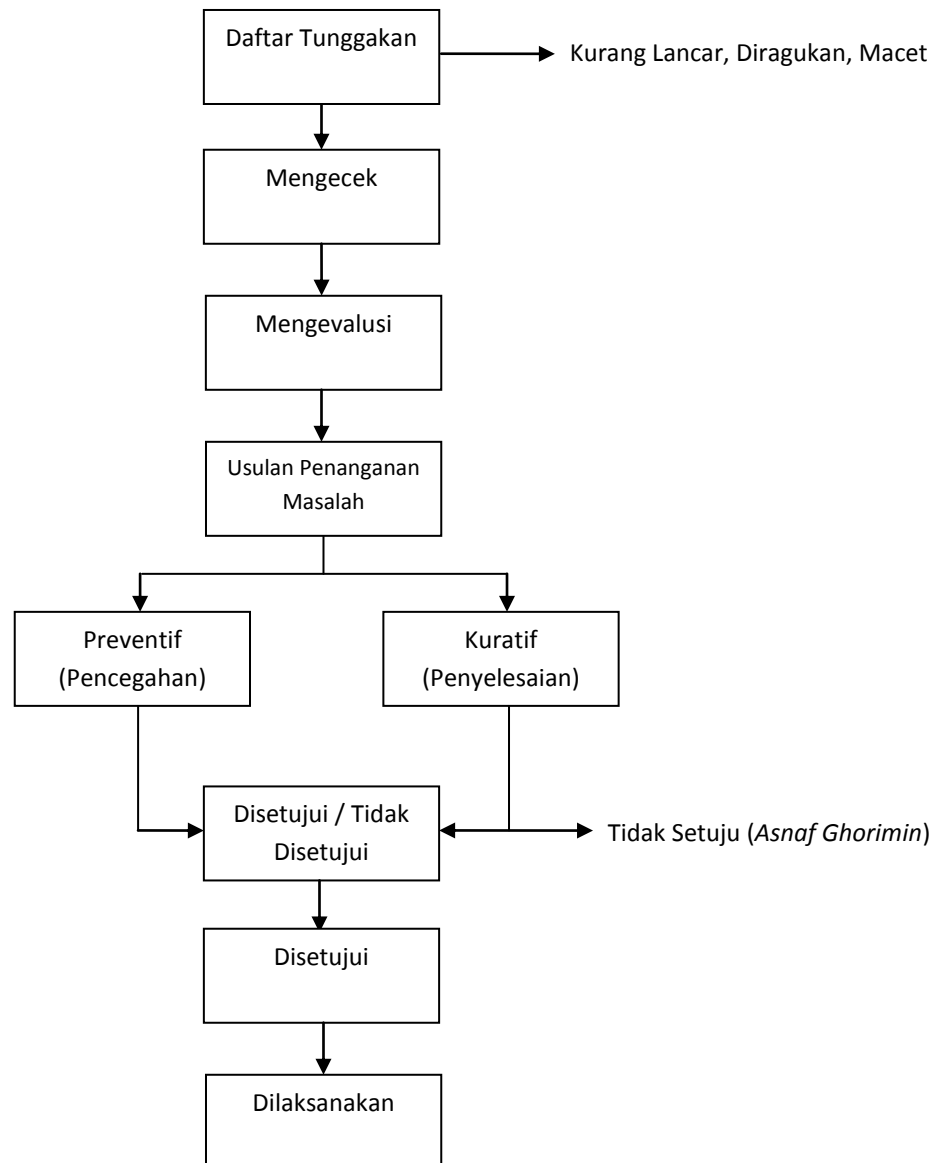 Daftar Tunggakan
Kurang Lancar, Diragukan, Macet
Mengecek
Mengevalusi
Usulan Penanganan
Masalah
Preventif
(Pencegahan)
Kuratif
(Penyelesaian)
Disetujui / Tidak
Disetujui
Tidak Setuju (Asnaf Ghorimin)
Disetujui
Dilaksanakan